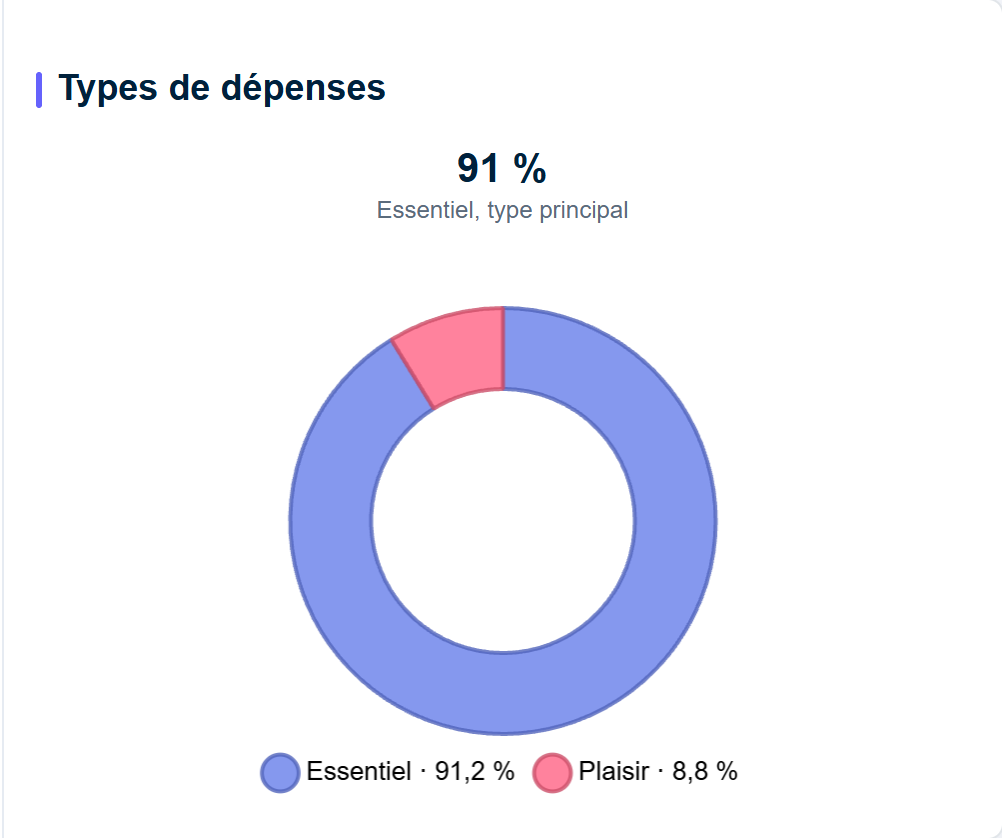 Types de dépenses
91 %
Essentiel, type principal
Essentiel · 91,2 % Plaisir · 8,8 %